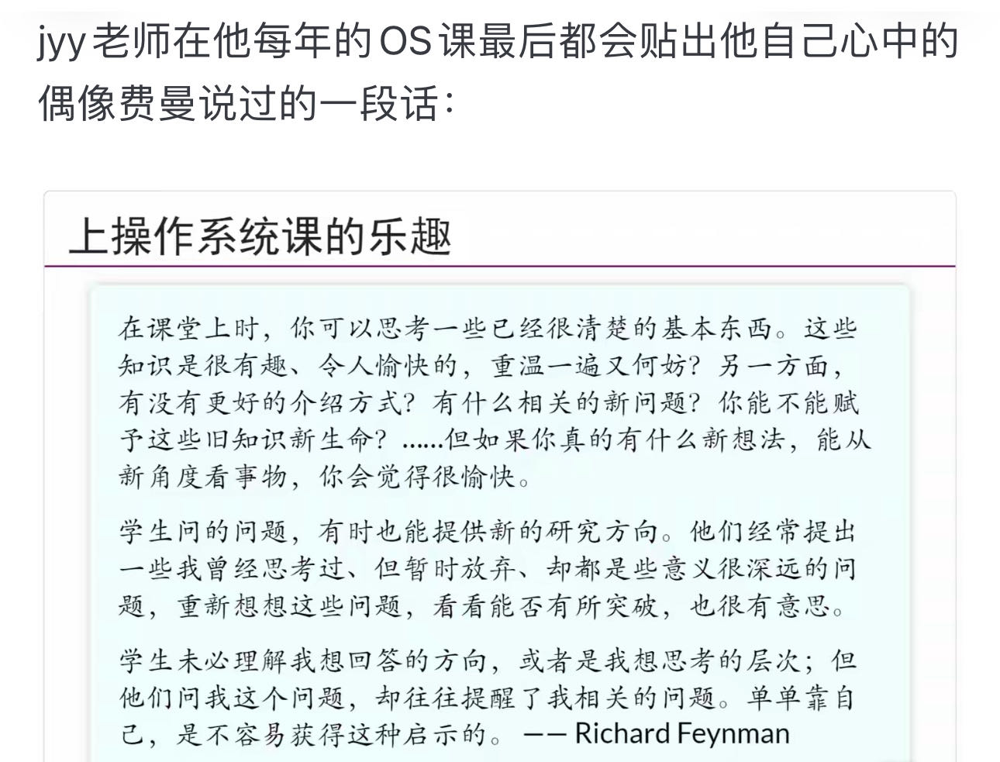 jyy老师在他每年的OS课最后都会贴出他自己心中的
偶像费曼说过的一段话：
上操作系统课的乐趣
在课堂上时，你可以思考一些已经很清楚的基本东西。这些
知识是很有趣、令人愉快的，重温一遍又何妨？另一方面，
有没有更好的介绍方式？有什么相关的新问题？你能不能赋
予这些旧知识新生命？......但如果你真的有什么新想法，能从
新角度看事物，你会觉得很愉快。
学生问的问题，有时也能提供新的研究方向。他们经常提出
一些我曾经思考过、但暂时放弃、却都是些意义很深远的问
题，重新想想这些问题，看看能否有所突破，也很有意思。
学生未必理解我想回答的方向，或者是我想思考的层次；但
他们问我这个问题，却往往提醒了我相关的问题。单单靠自
己，是不容易获得这种启示的。 —— Richard Feynman